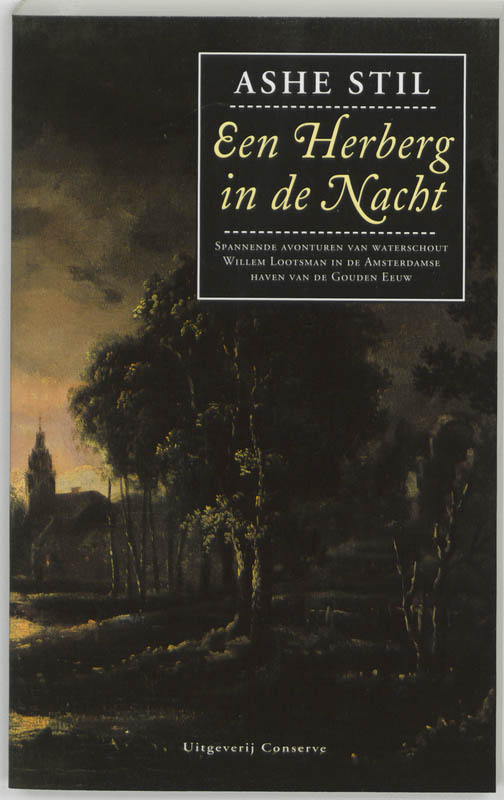 ASHE STIL
Een Herberg
in de Nacht
SPANNENDE AVONTUREN VAN WATERSCHOUT
WILLEM LOOTSMAN IN DE AMSTERDAMSE
HAVEN VAN DE GOUDEN EEUW
Uitgeverij Conserve